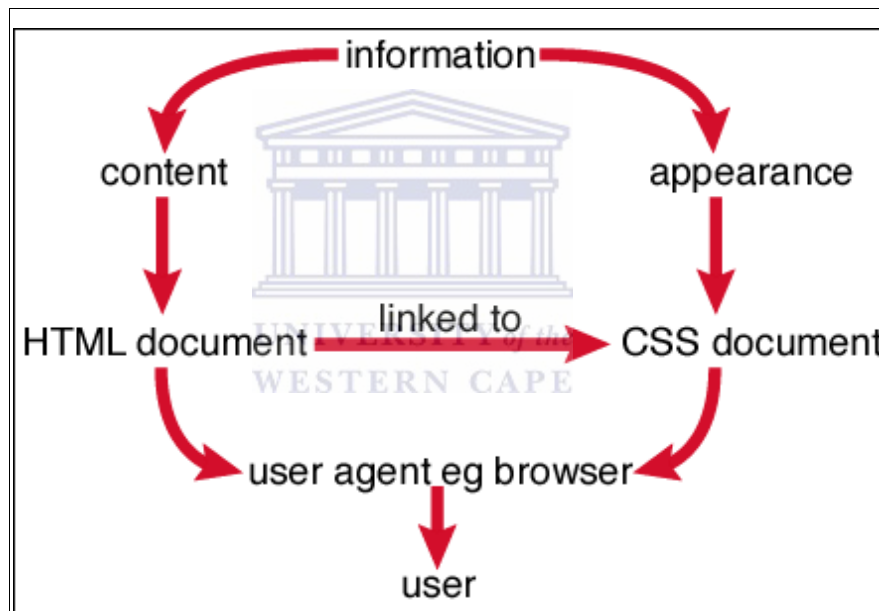 information
content
appearance
linked to
HTML document
CSS document
UNIVERSITY of the
WESTERN CAPE
user agent eg browser
user